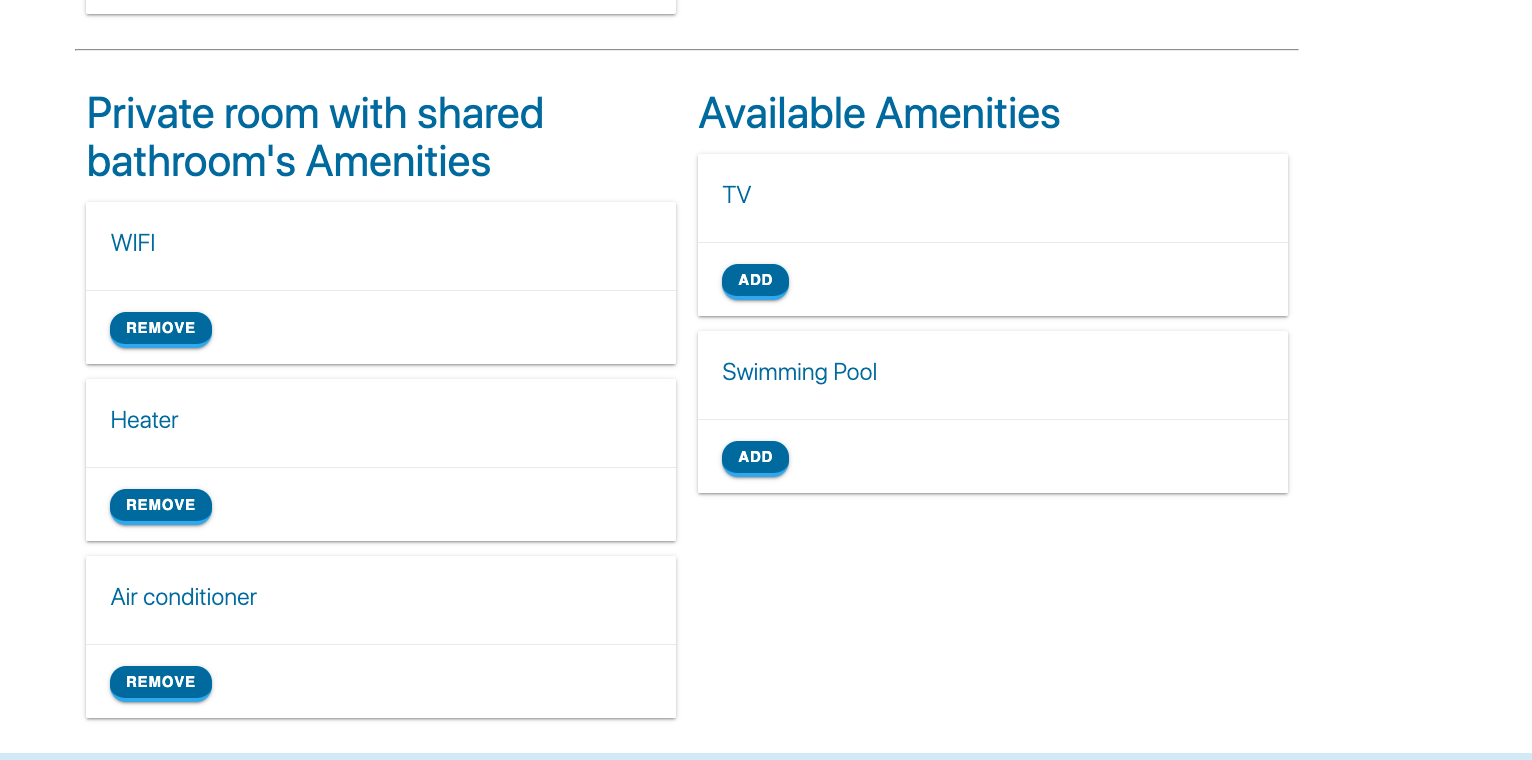 Private room with shared
bathroom's Amenities
WIFI
REMOVE
Heater
REMOVE
Air conditioner
REMOVE
Available Amenities
TV
ADD
Swimming Pool
ADD